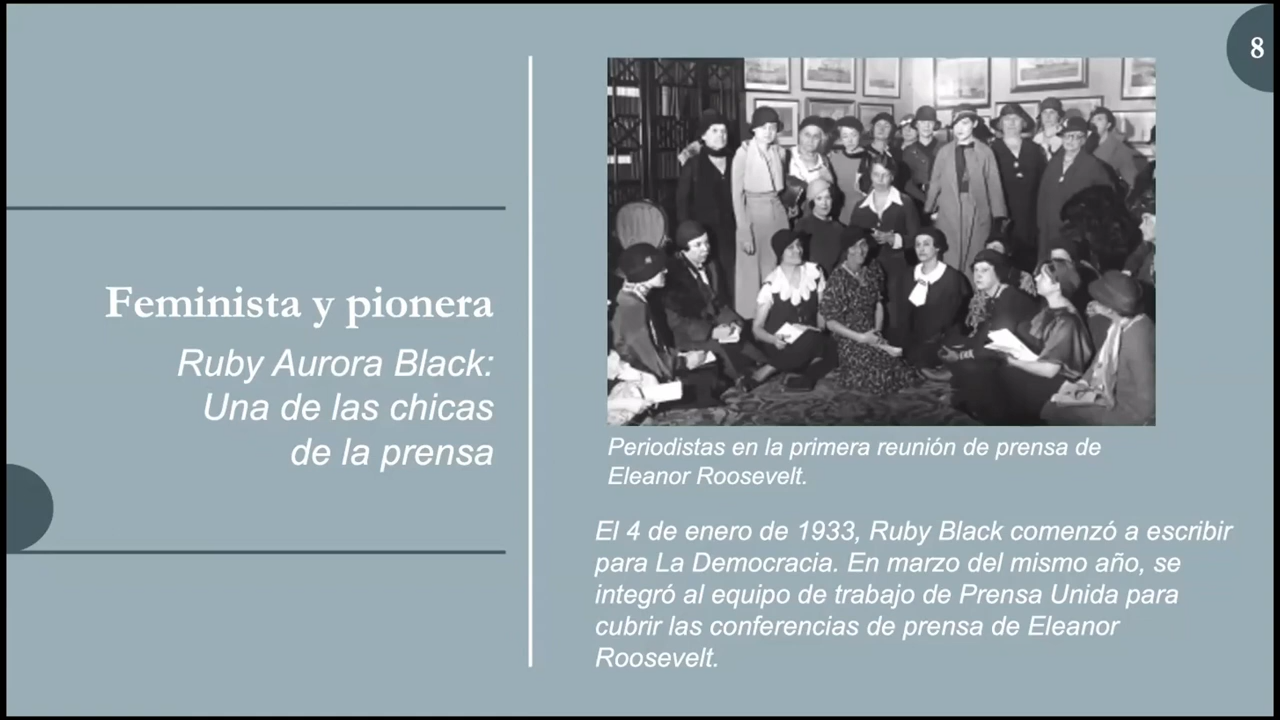 8
Feminista y pionera
Ruby Aurora Black:
Una de las chicas
de la prensa
Periodistas en la primera reunión de prensa de
Eleanor Roosevelt.
El 4 de enero de 1933, Ruby Black comenzó a escribir
para La Democracia. En marzo del mismo año, se
integró al equipo de trabajo de Prensa Unida para
cubrir las conferencias de prensa de Eleanor
Roosevelt.